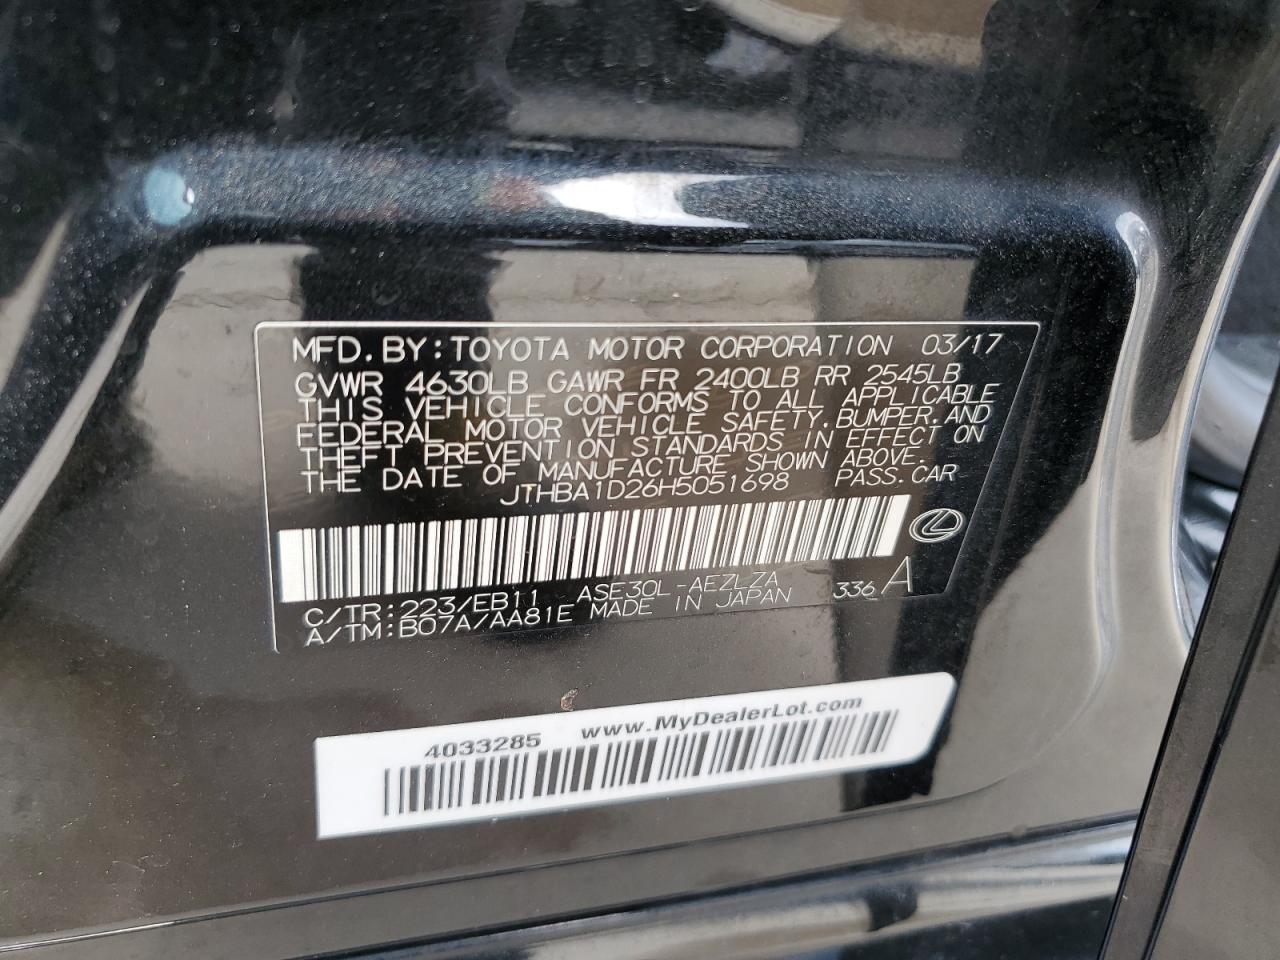 MFD.BY:TOYOTA MOTOR CORPORATION 03/17
GVWR 4630LB GAWR FR 2400LB RR 2545LB
THIS VEHICLE CONFORMS TO ALL APPLICABLE
FEDERAL MOTOR VEHICLE SAFETY, BUMPER, AND
THEFT PREVENTION STANDARDS IN EFFECT ON
THE DATE OF MANUFACTURE SHOWN ABOVE.
JTHBA1D26H5051698 PASS.CAR
C/TR:223/EB11 ASE30L-AEZLZA 336 A
A/TM:B07A/AA81E MADE IN JAPAN
4033285 www.MyDealerLot.com